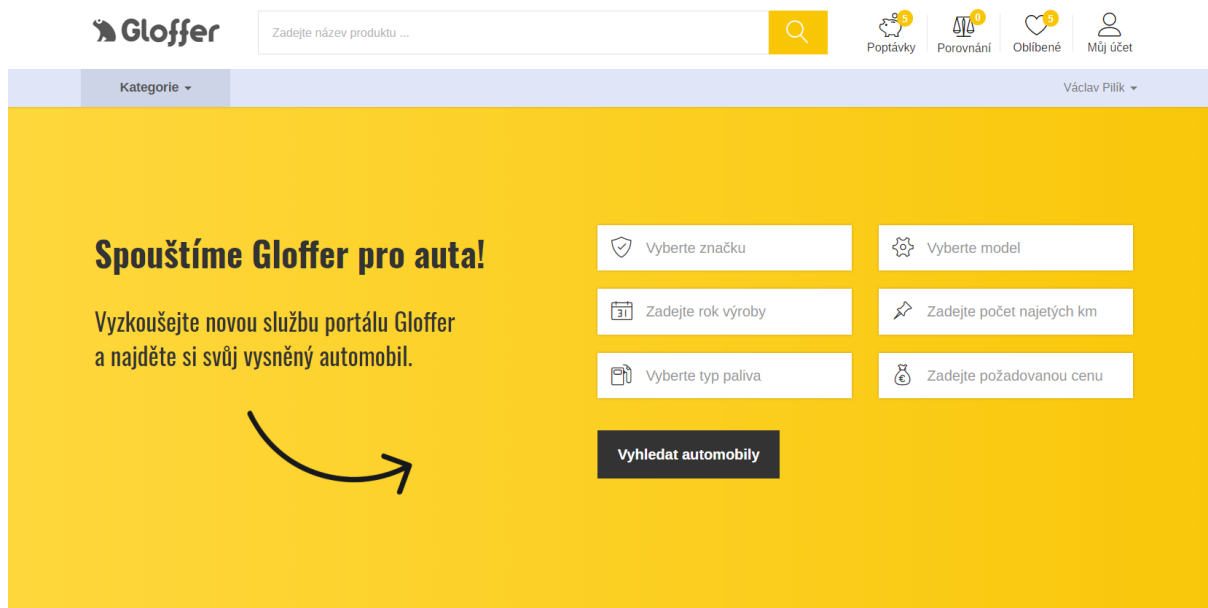 Gloffer
Zadejte název produktu ...
5
0
5
Poptávky
Porovnání
Oblíbené
Můj účet
Kategorie
Václav Pilík
Spouštíme Gloffer pro auta!
Vyzkoušejte novou službu portálu Gloffer
a najděte si svůj vysněný automobil.
Vyberte značku
Vyberte model
31
Zadejte rok výroby
Zadejte počet najetých km
Vyberte typ paliva
€
Zadejte požadovanou cenu
Vyhledat automobily